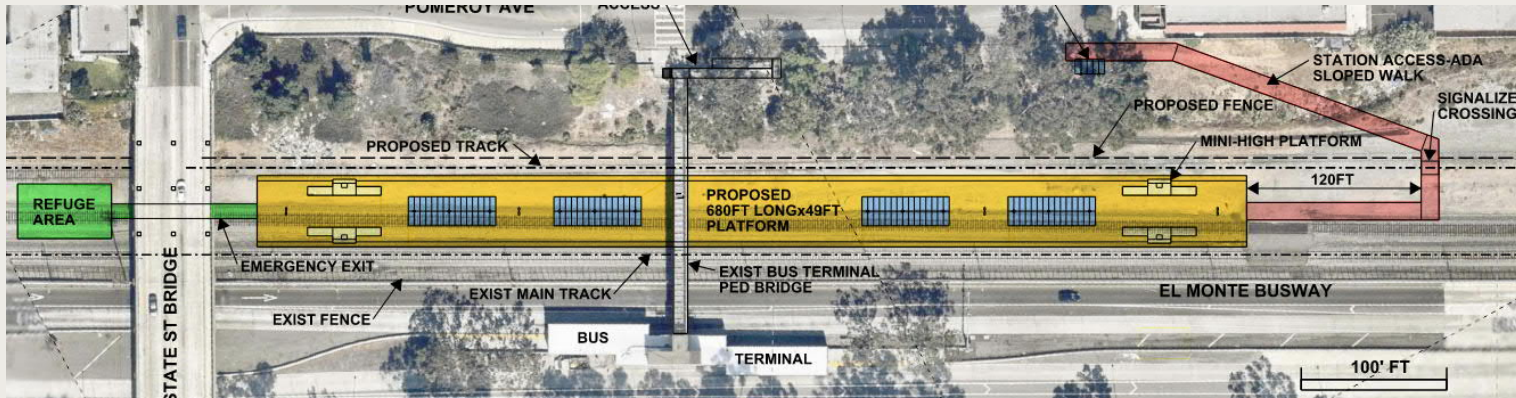 POMEROY AVE
ACCESS
STATION ACCESS-ADA
SLOPED WALK
SIGNALIZE
CROSSING
PROPOSED FENCE
PROPOSED TRACK
MINI-HIGH PLATFORM
120FT
REFUGE
AREA
PROPOSED
680FT LONGx49FT
PLATFORM
EMERGENCY EXIT
EXIST BUS TERMINAL
PED BRIDGE
EXIST MAIN TRACK
EXIST FENCE
EL MONTE BUSWAY
STATE ST BRIDGE
BUS
TERMINAL
100' FT